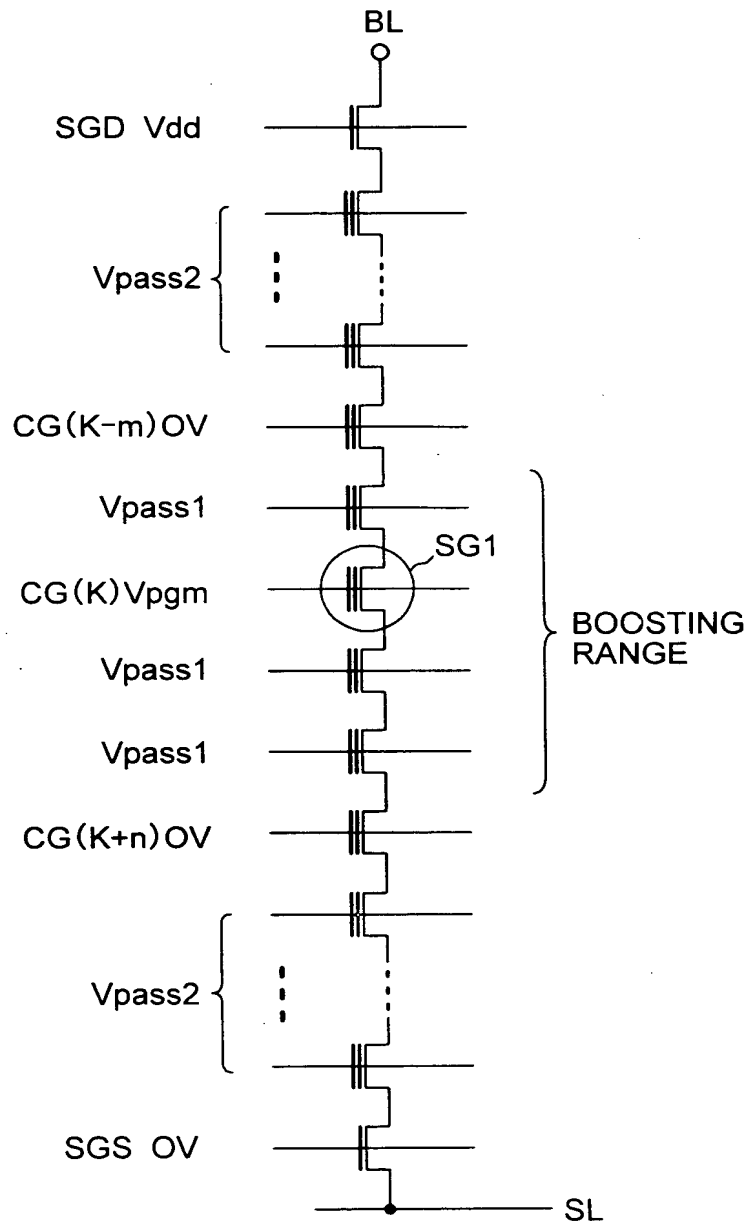 BL
SGD Vdd
Vpass2
CG(K-m)OV
Vpass1
SG1
CG(K)Vpgm
BOOSTING
RANGE
Vpass1
Vpass1
CG(K+n)OV
Vpass2
SGS OV
SL